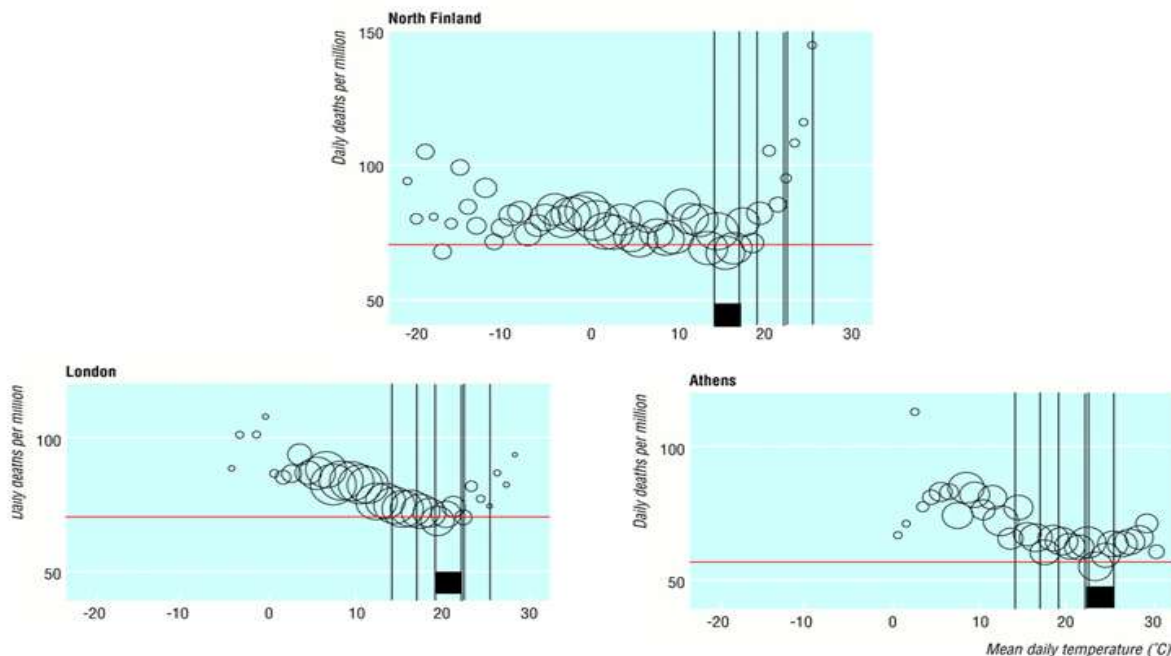 North Finland
Daily deaths per million
150
100
50
-20 -10 0 10 20 30
London
Daily deaths per million
100
50
-20 -10 0 10 20 30
Athens
Daily deaths per million
100
50
-20 -10 0 10 20 30
Mean daily temperature (°C)